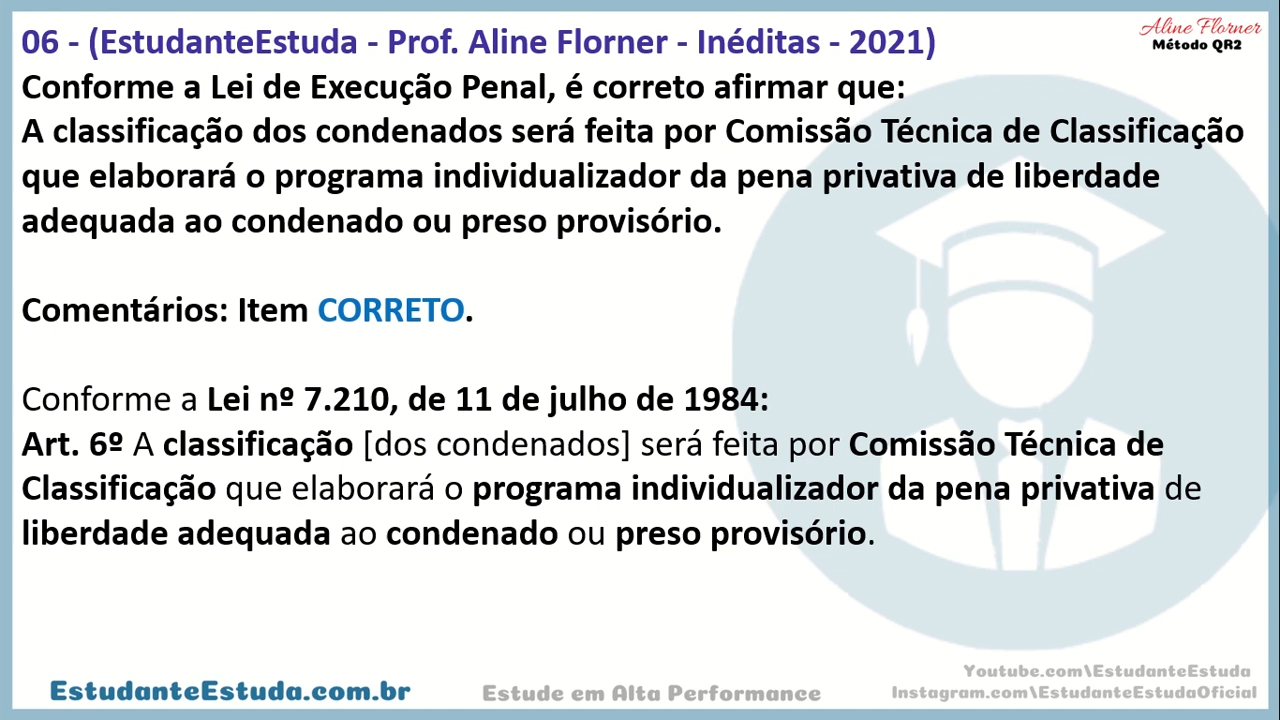 06 - (EstudanteEstuda - Prof. Aline Florner - Inéditas - 2021)
Aline Florner
Método QR2
Conforme a Lei de Execução Penal, é correto afirmar que:
A classificação dos condenados será feita por Comissão Técnica de Classificação
que elaborará o programa individualizador da pena privativa de liberdade
adequada ao condenado ou preso provisório.
Comentários: Item CORRETO.
Conforme a Lei nº 7.210, de 11 de julho de 1984:
Art. 6º A classificação [dos condenados] será feita por Comissão Técnica de
Classificação que elaborará o programa individualizador da pena privativa de
liberdade adequada ao condenado ou preso provisório.
EstudanteEstuda.com.br
Estude em Alta Performance
Youtube.com\EstudanteEstuda
Instagram.com\EstudanteEstudaOficial